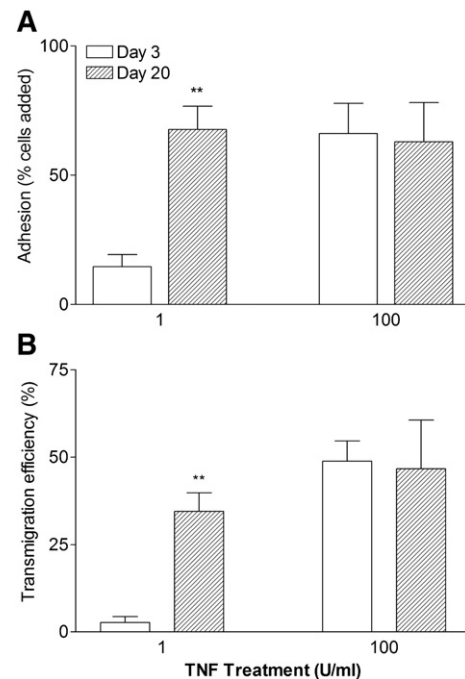 A
100
50
0
Adhesion (% cells added)
Day 3
Day 20
**
1
100
B
75
50
25
0
Transmigration efficiency (%)
**
1
100
TNF Treatment (U/ml)